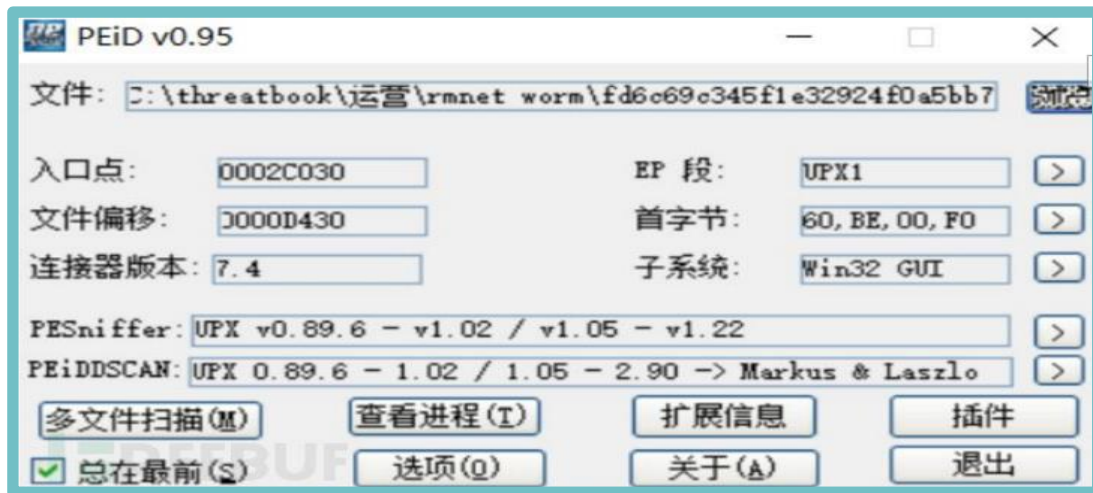 PEiD v0.95
文件: C:\threatbook\运营\rmnet worm\fd6c69c345f1e32924f0a5bb7
入口点: 0002C030 EP 段: UPX1 >
文件偏移: 0000D430 首字节: 60, BE, 00, F0 >
连接器版本: 7.4 子系统: Win32 GUI >
PESniffer: UPX v0.89.6 - v1.02 / v1.05 - v1.22 >
PEiDDSCAN: UPX 0.89.6 - 1.02 / 1.05 - 2.90 -> Markus & Laszlo >
多文件扫描(M) 查看进程(T) 扩展信息 插件
总在最前(S) 选项(O) 关于(A) 退出